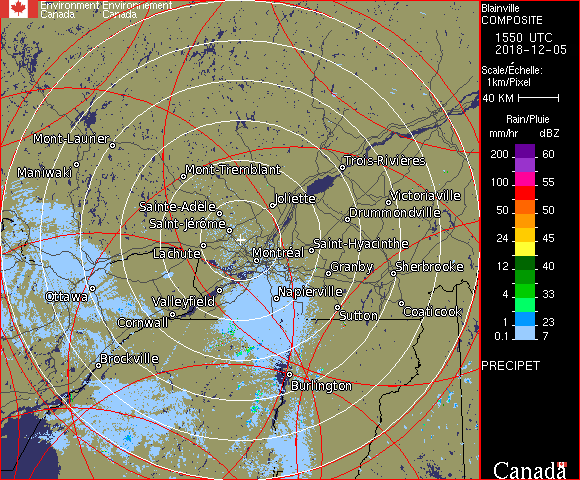 Environment Environnement
Canada Canada
Blainville
COMPOSITE
1550 UTC
2018-12-05
Scale/Échelle:
1km/Pixel
40 KM
Rain/Pluie
mm/hr dBZ
200 60
100 55
50 50
24 45
12 40
4 33
1 23
0.1 7
PRECIPET
Canada
Mont-Laurier
Maniwaki
Mont-Tremblant
Trois-Rivières
Joliette
Victoriaville
Sainte-Adèle
Drummondville
Saint-Jérôme
Saint-Hyacinthe
Lachute
Montréal
Granby
Sherbrooke
Ottawa
Valleyfield
Napierville
Cornwall
Sutton
Coaticook
Brockville
Burlington